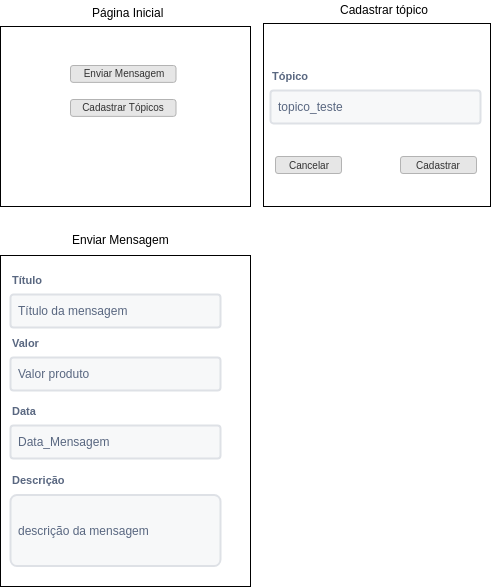 Página Inicial
Enviar Mensagem
Cadastrar Tópicos
Cadastrar tópico
Tópico
topico_teste
Cancelar
Cadastrar
Enviar Mensagem
Título
Título da mensagem
Valor
Valor produto
Data
Data_Mensagem
Descrição
descrição da mensagem